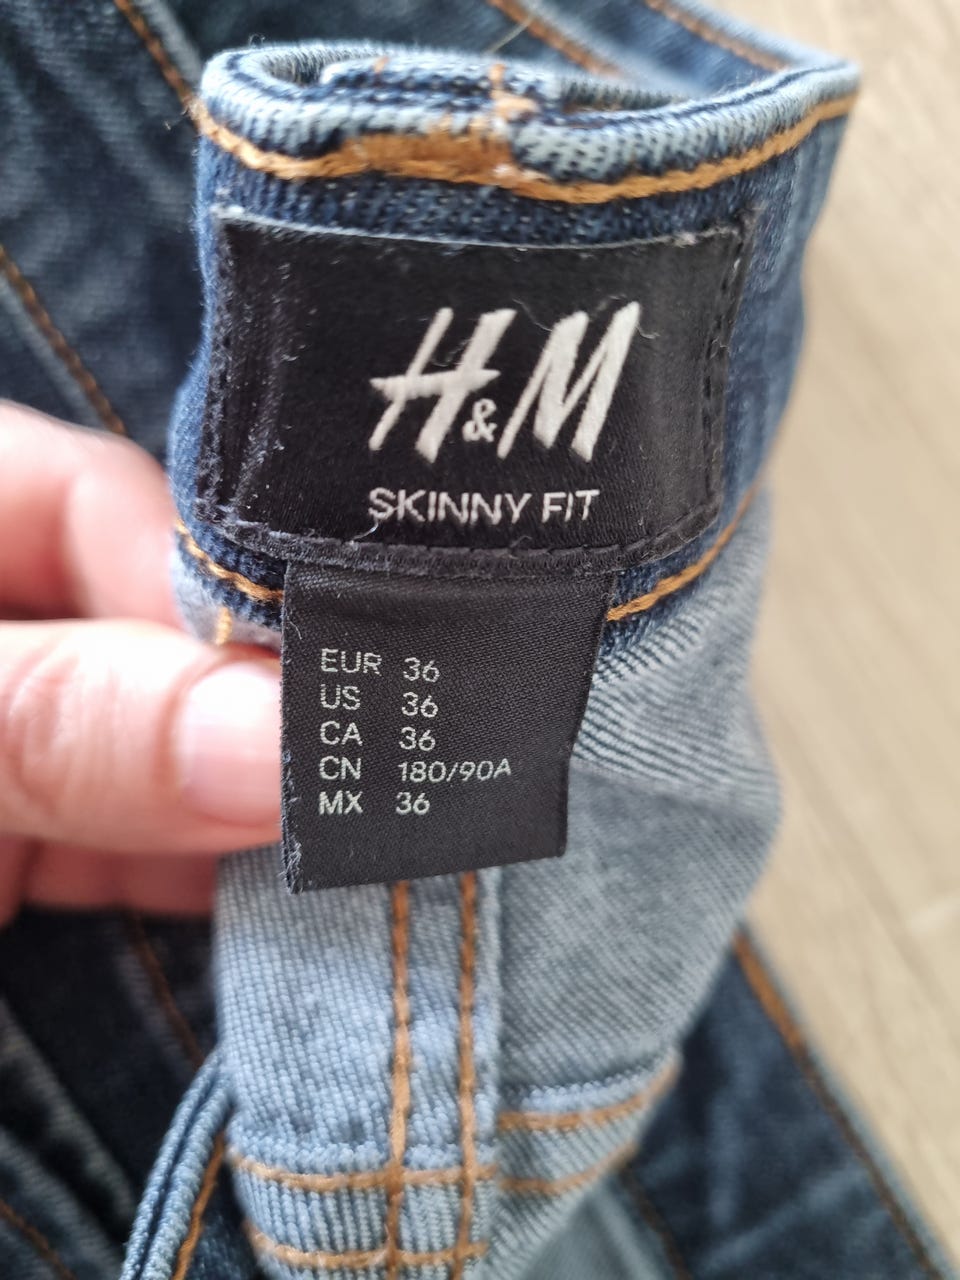 H&M
SKINNY FIT
EUR 36
US 36
CA 36
CN 180/90A
MX 36